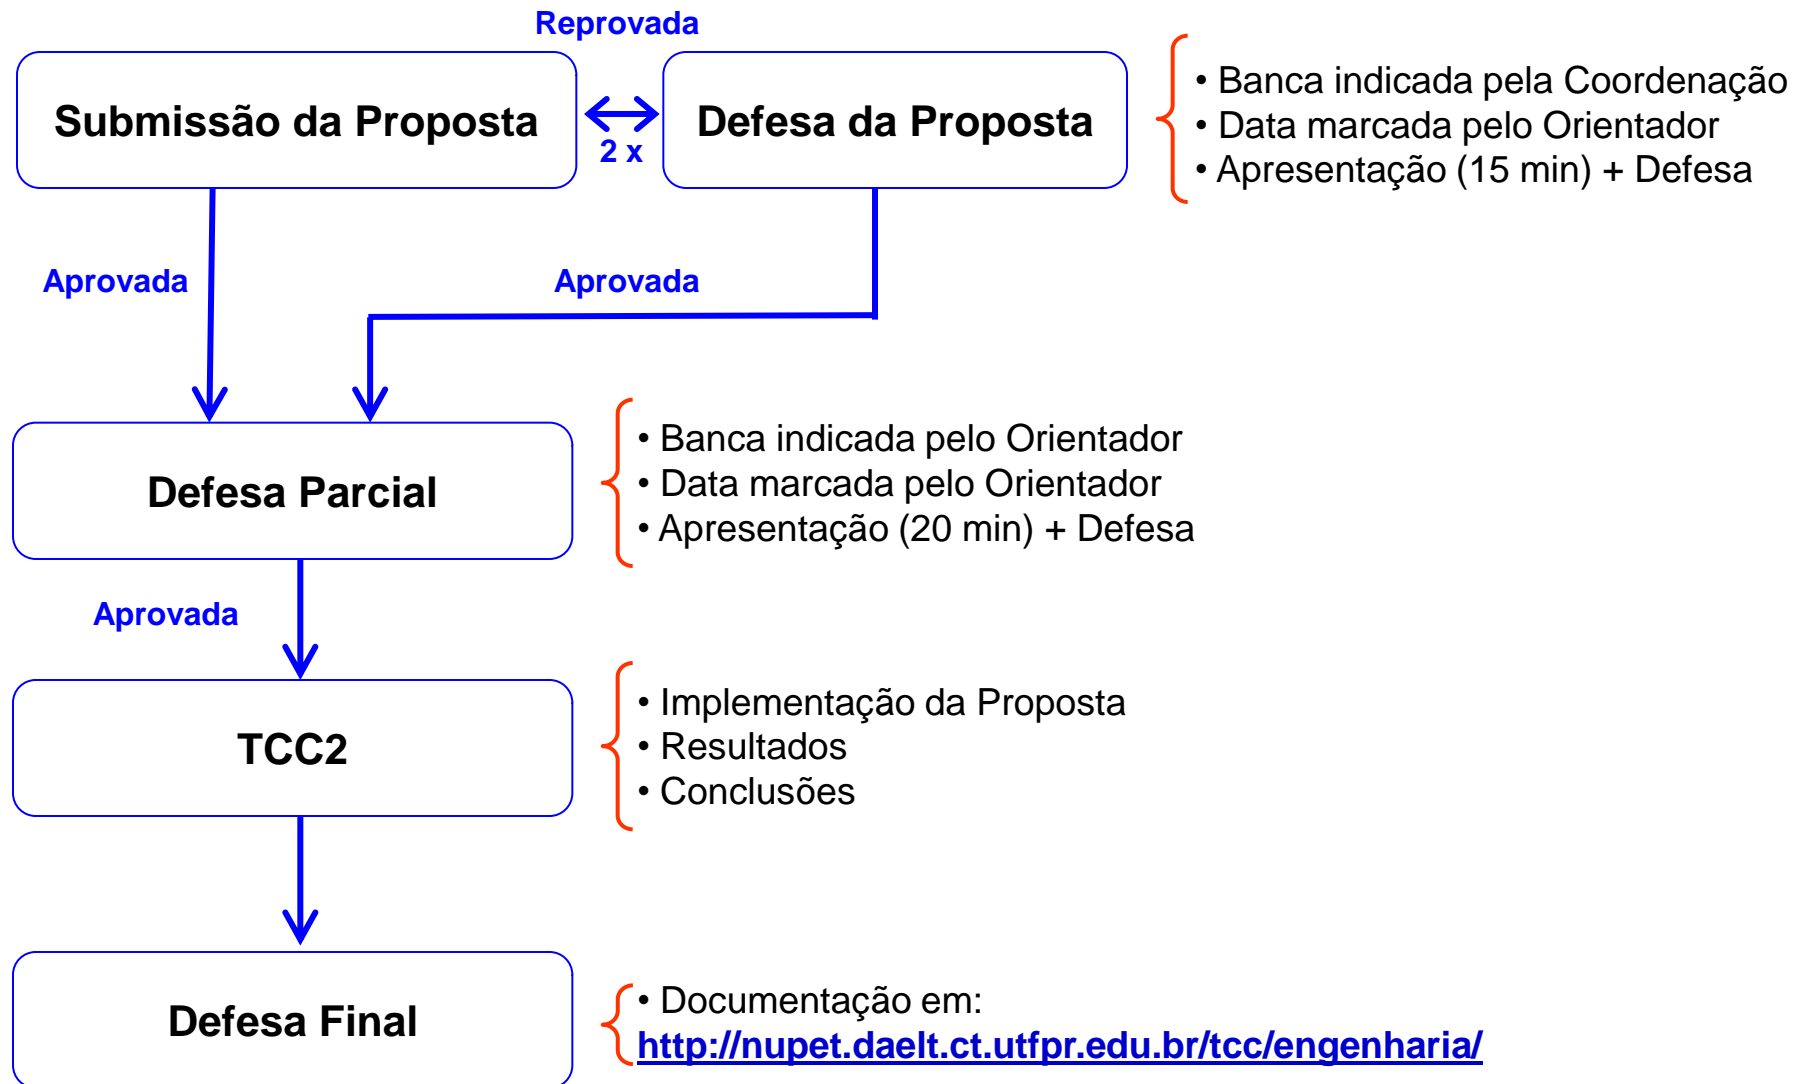 Reprovada
Submissão da Proposta
2 x
Defesa da Proposta
• Banca indicada pela Coordenação
• Data marcada pelo Orientador
• Apresentação (15 min) + Defesa
Aprovada
Aprovada
Defesa Parcial
• Banca indicada pelo Orientador
• Data marcada pelo Orientador
• Apresentação (20 min) + Defesa
Aprovada
TCC2
• Implementação da Proposta
• Resultados
• Conclusões
Defesa Final
• Documentação em:
http://nupet.daelt.ct.utfpr.edu.br/tcc/engenharia/